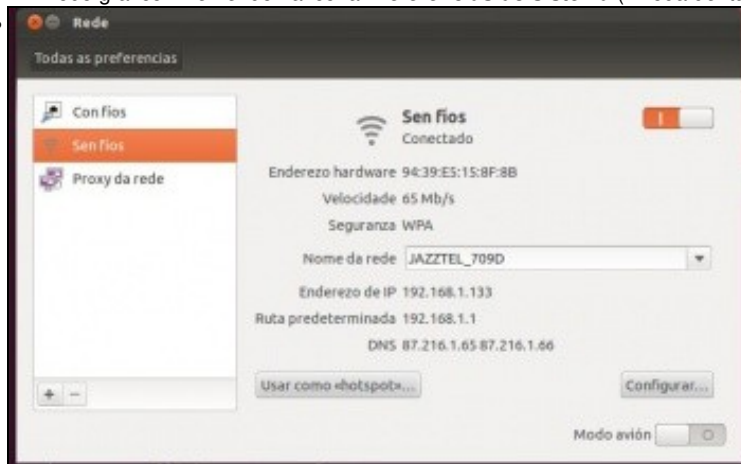 Rede
Todas as preferencias
Con fíos
Sen fíos
Proxy da rede
Sen fíos
Conectado
Enderezo hardware 94:39:E5:15:8F:8B
Velocidade 65 Mb/s
Seguranza WPA
Nome da rede JAZZTEL_709D
Enderezo de IP 192.168.1.133
Ruta predeterminada 192.168.1.1
DNS 87.216.1.65 87.216.1.66
Usar como «hotspot»...
Configurar...
Modo avión